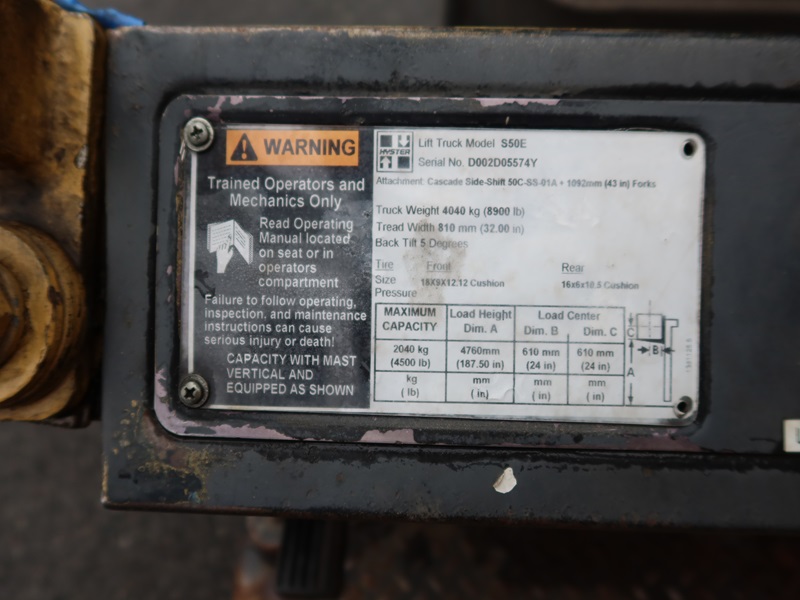 WARNING
Trained Operators and
Mechanics Only
Read Operating
Manual located
on seat or in
operators
compartment
Failure to follow operating,
inspection, and maintenance
instructions can cause
serious injury or death!
CAPACITY WITH MAST
VERTICAL AND
EQUIPPED AS SHOWN
HYSTER
Lift Truck Model S50E
Serial No. D002D05574Y
Attachment: Cascade Side-Shift 50C-SS-01A + 1092mm (43 in) Forks
Truck Weight 4040 kg (8900 lb)
Tread Width 810 mm (32.00 in)
Back Tilt 5 Degrees
Tire Front Rear
Size 18X9X12.12 Cushion 16x6x10.5 Cushion
Pressure
MAXIMUM CAPACITY Load Height Dim. A Load Center Dim. B Dim. C
2040 kg 4760mm 610 mm 610 mm
(4500 lb) (187.50 in) (24 in) (24 in)
kg mm mm mm
( lb) ( in) ( in) ( in)
C
B
A